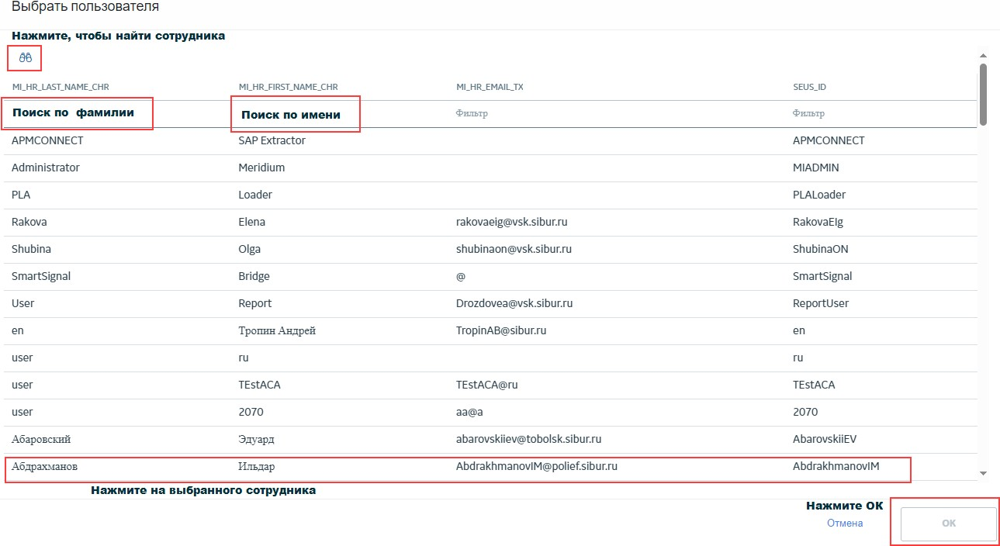 Выбрать пользователя
Нажмите, чтобы найти сотрудника
MI_HR_LAST_NAME_CHR MI_HR_FIRST_NAME_CHR MI_HR_EMAIL_TX SEUS_ID
Поиск по фамилии Поиск по имени Фильтр Фильтр
APMCONNECT SAP Extractor APMCONNECT
Administrator Meridium MIADMIN
PLA Loader PLALoader
Rakova Elena rakovaeig@vsk.sibur.ru RakovaEIg
Shubina Olga shubinaon@vsk.sibur.ru ShubinaON
SmartSignal Bridge @ SmartSignal
User Report Drozdovea@vsk.sibur.ru ReportUser
en Тропин Андрей TropinAB@sibur.ru en
user ru ru
user TEstACA TEstACA@ru TEstACA
user 2070 aa@a 2070
Абаровский Эдуард abarovskiiev@tobolsk.sibur.ru AbarovskiiEV
Абдрахманов Ильдар AbdrakhmanovIM@polief.sibur.ru AbdrakhmanovIM
Нажмите на выбранного сотрудника
Нажмите ОК
Отмена ОК